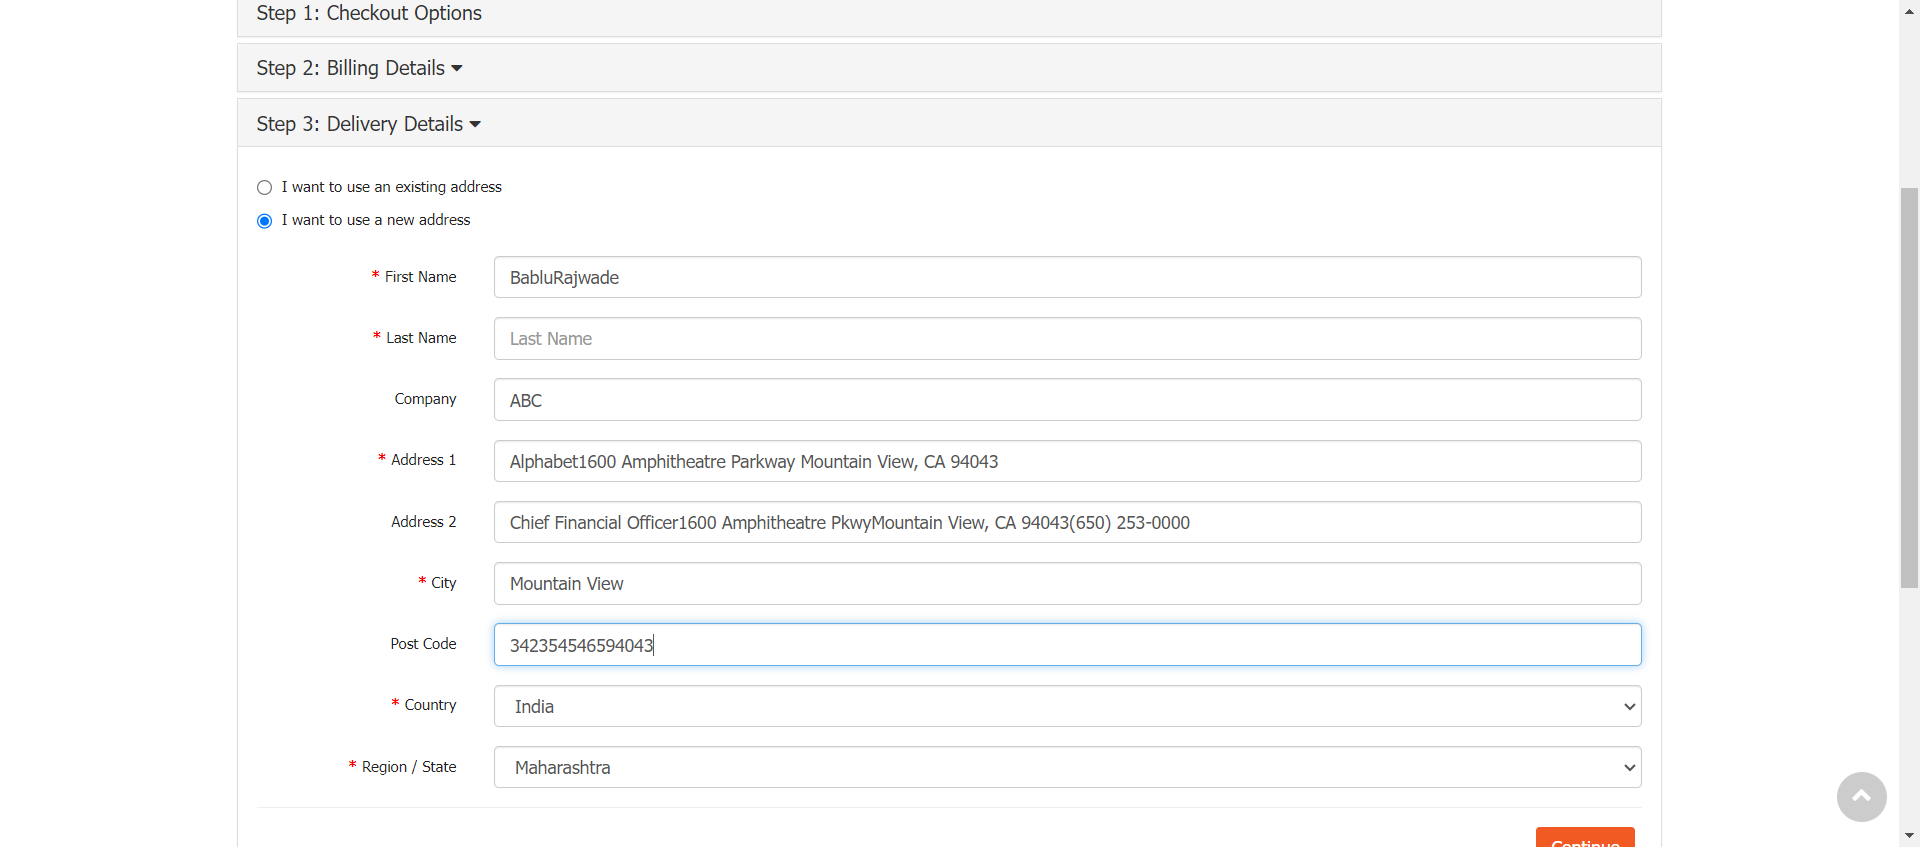 Step 1: Checkout Options
Step 2: Billing Details
Step 3: Delivery Details
I want to use an existing address
I want to use a new address
* First Name BabluRajwade
* Last Name Last Name
Company ABC
* Address 1 Alphabet1600 Amphitheatre Parkway Mountain View, CA 94043
Address 2 Chief Financial Officer1600 Amphitheatre PkwyMountain View, CA 94043(650) 253-0000
* City Mountain View
Post Code 342354546594043
* Country India
* Region / State Maharashtra
Continue